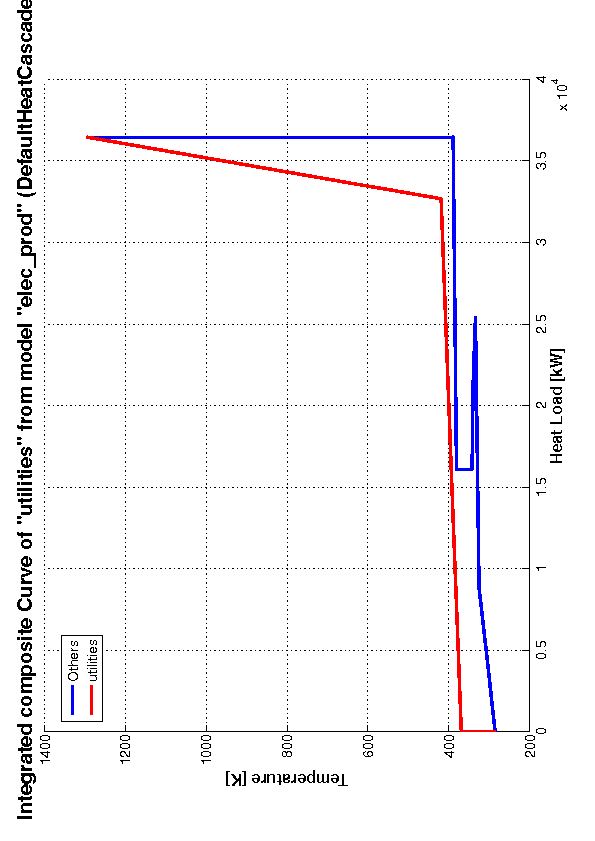 Integrated composite Curve of "utilities" from model "elec_prod" (DefaultHeatCascade
Others
utilities
1400
1200
1000
800
600
400
200
Temperature [K]
0
0.5
1
1.5
2
2.5
3
3.5
4
x 10^4
Heat Load [kW]